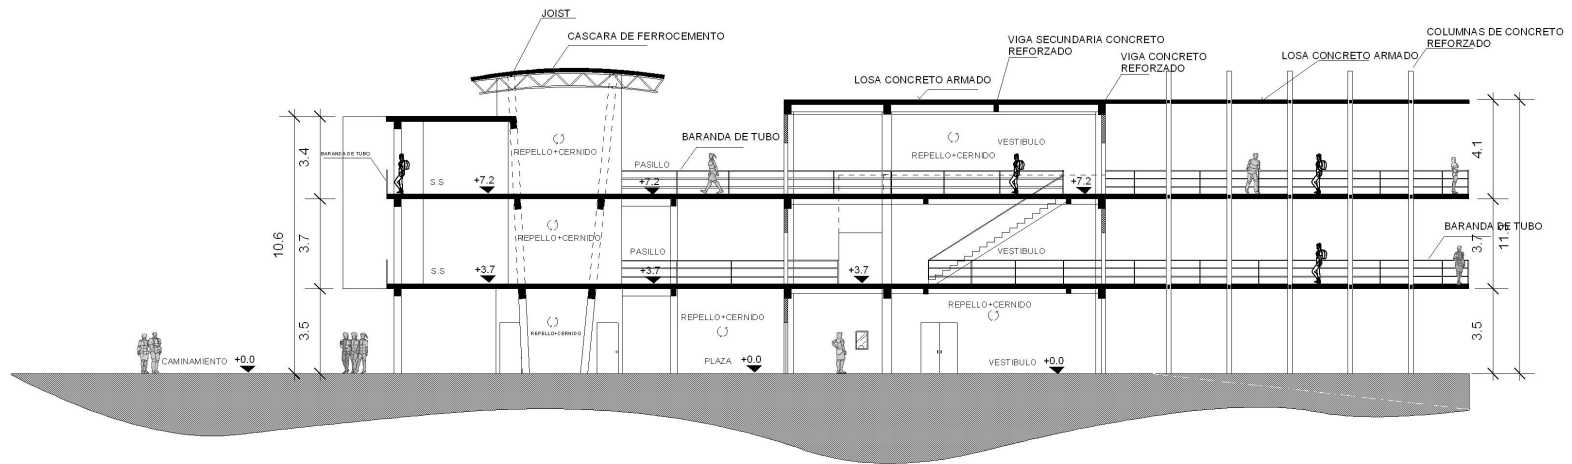 JOIST
CASCARA DE FERROCEMENTO
VIGA SECUNDARIA CONCRETO
REFORZADO
VIGA CONCRETO
REFORZADO
LOSA CONCRETO ARMADO
LOSA CONCRETO ARMADO
COLUMNAS DE CONCRETO
REFORZADO
3.4
BARANDA DE TUBO
S.S
+7.2
REPELLO+CERNIDO
PASILLO
+7.2
BARANDA DE TUBO
REPELLO+CERNIDO
VESTIBULO
+7.2
4.1
10.6
3.7
S.S
+3.7
REPELLO+CERNIDO
PASILLO
+3.7
+3.7
VESTIBULO
BARANDA DE TUBO
3.7
3.5
CAMINAMIENTO
+0.0
REPELLO+CERNIDO
REPELLO+CERNIDO
PLAZA
+0.0
REPELLO+CERNIDO
VESTIBULO
+0.0
3.5